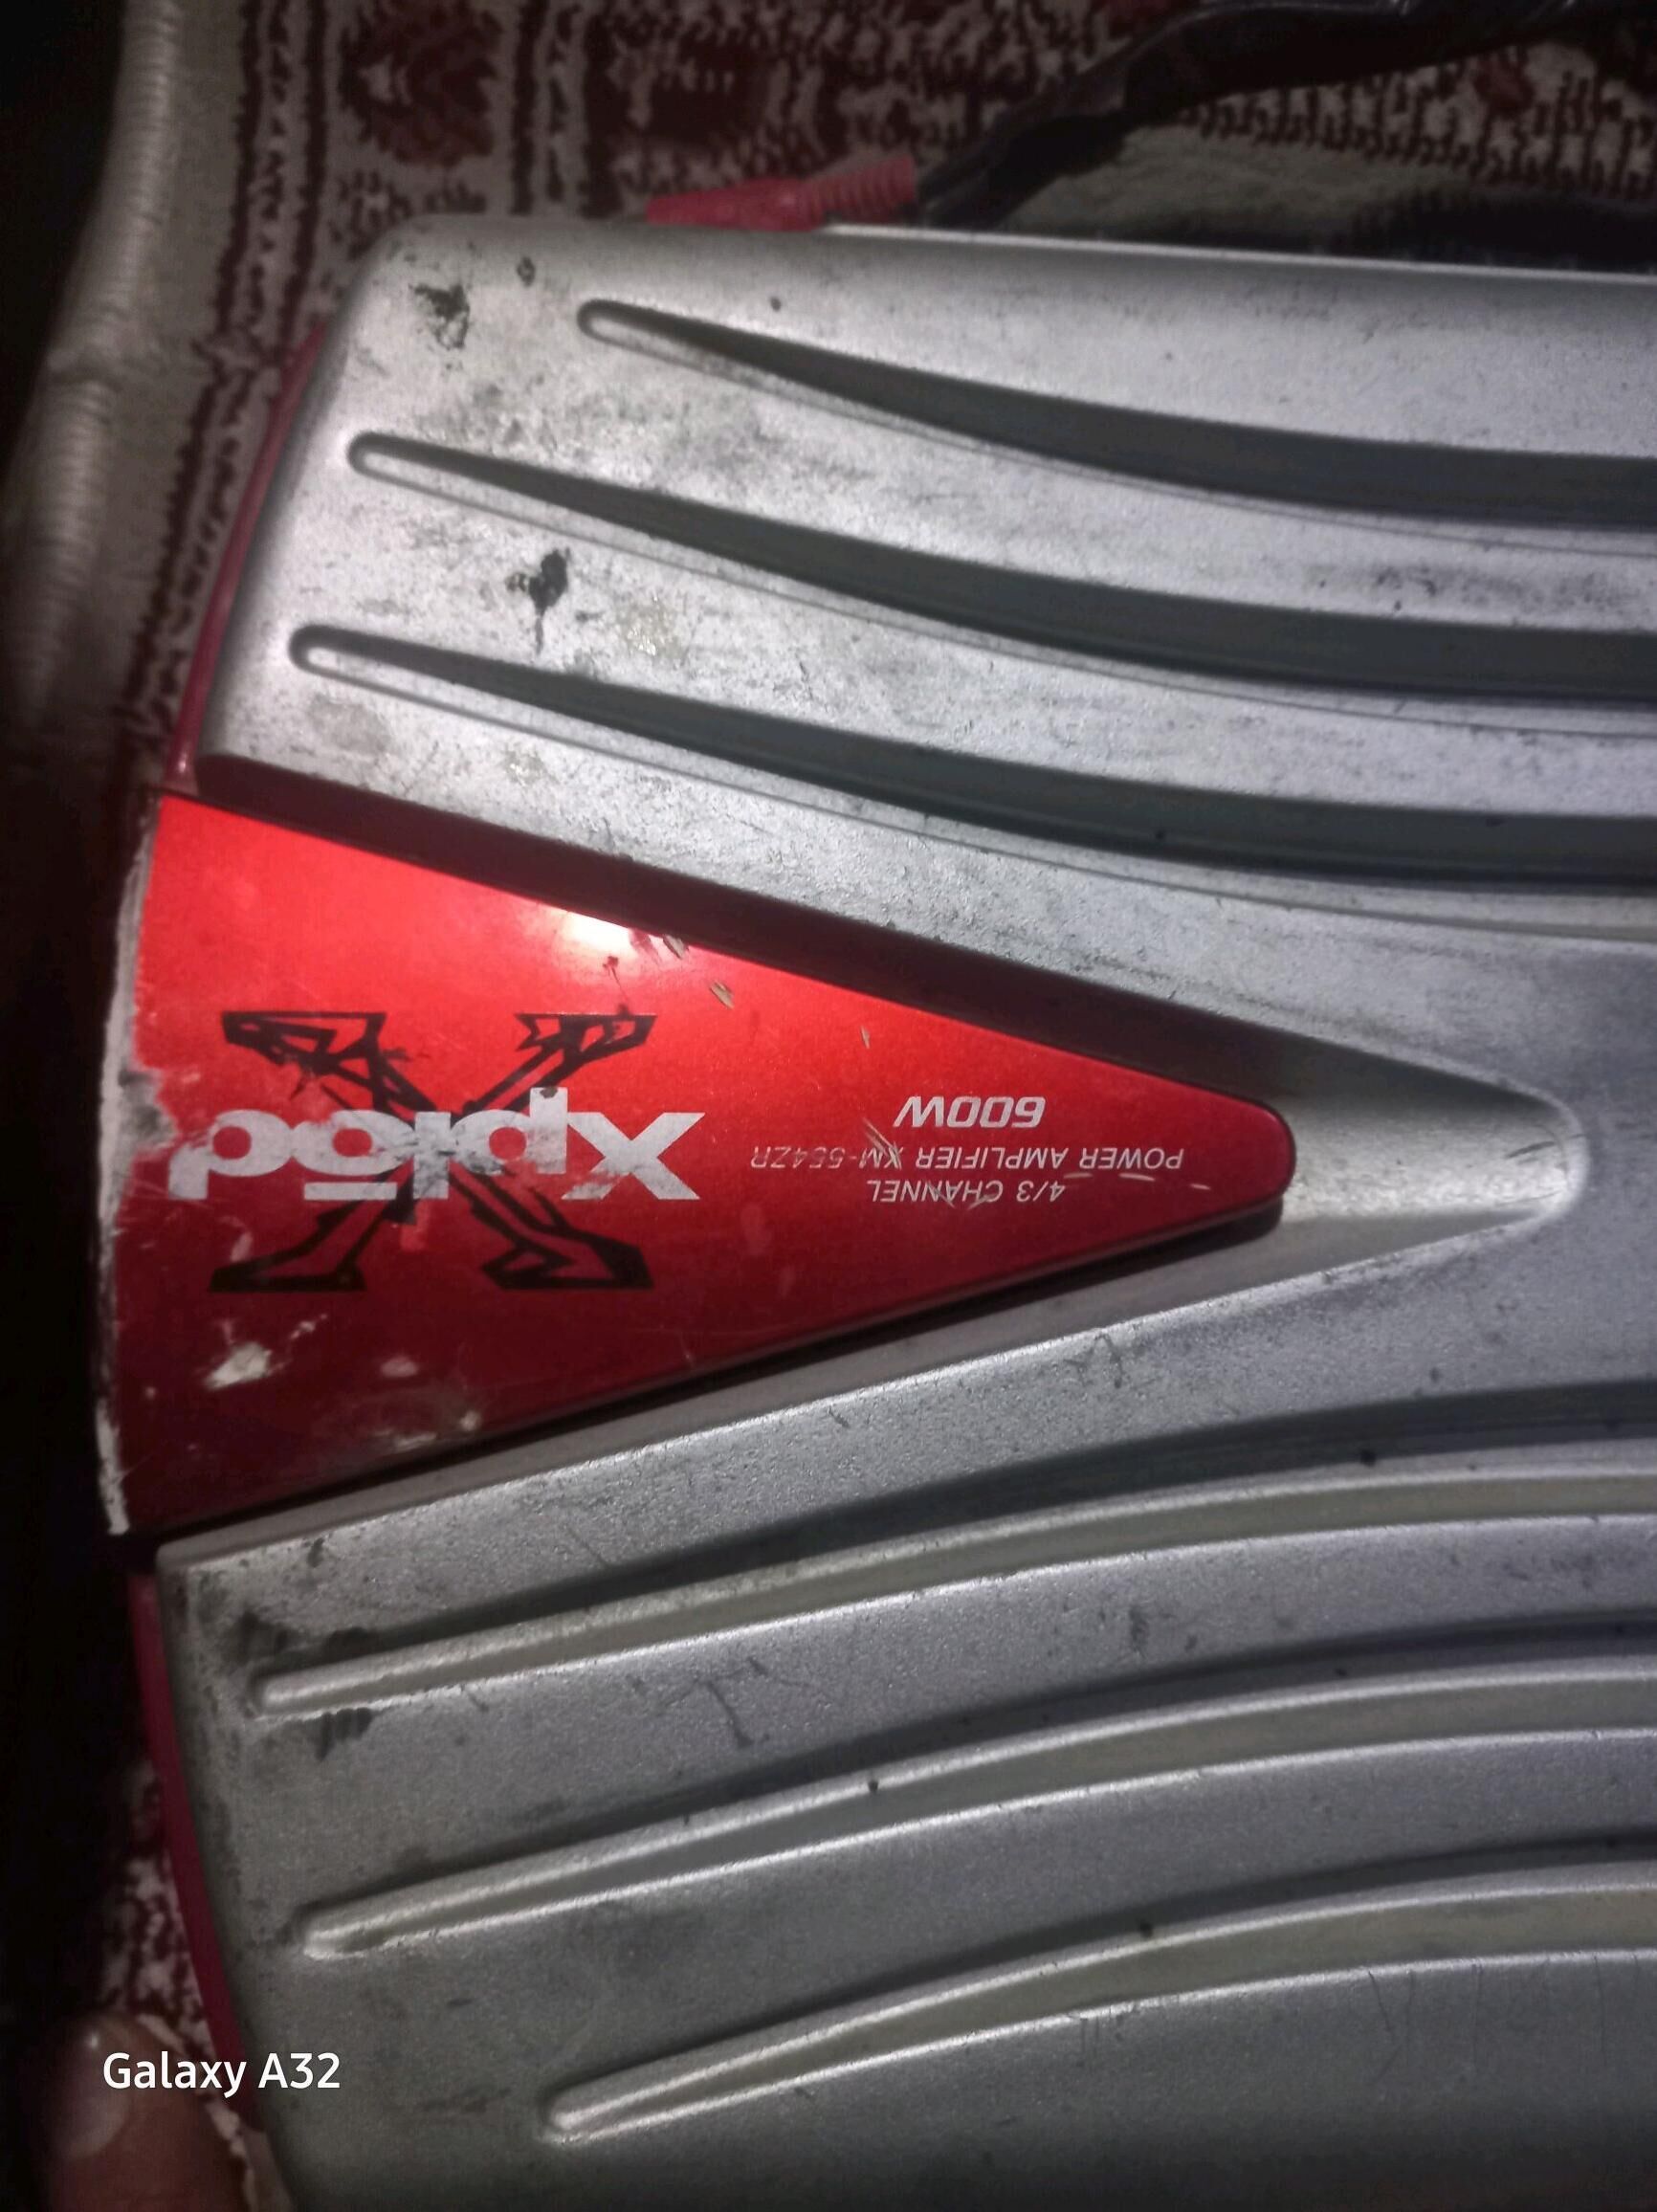 Xplod
4/3 CHANNEL
POWER AMPLIFIER XM-554ZR
600W
Galaxy A32